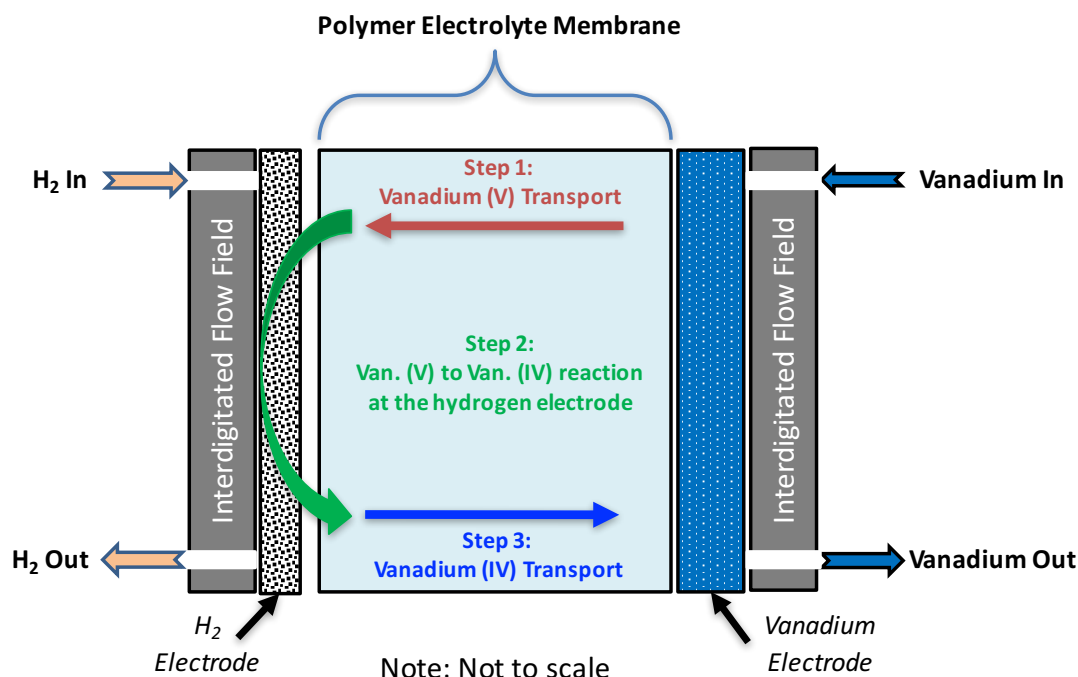 Polymer Electrolyte Membrane
H₂ In
Step 1:
Vanadium (V) Transport
Vanadium In
Interdigitated Flow Field
Step 2:
Van. (V) to Van. (IV) reaction
at the hydrogen electrode
Interdigitated Flow Field
H₂ Out
Step 3:
Vanadium (IV) Transport
Vanadium Out
H₂
Electrode
Note: Not to scale
Vanadium
Electrode